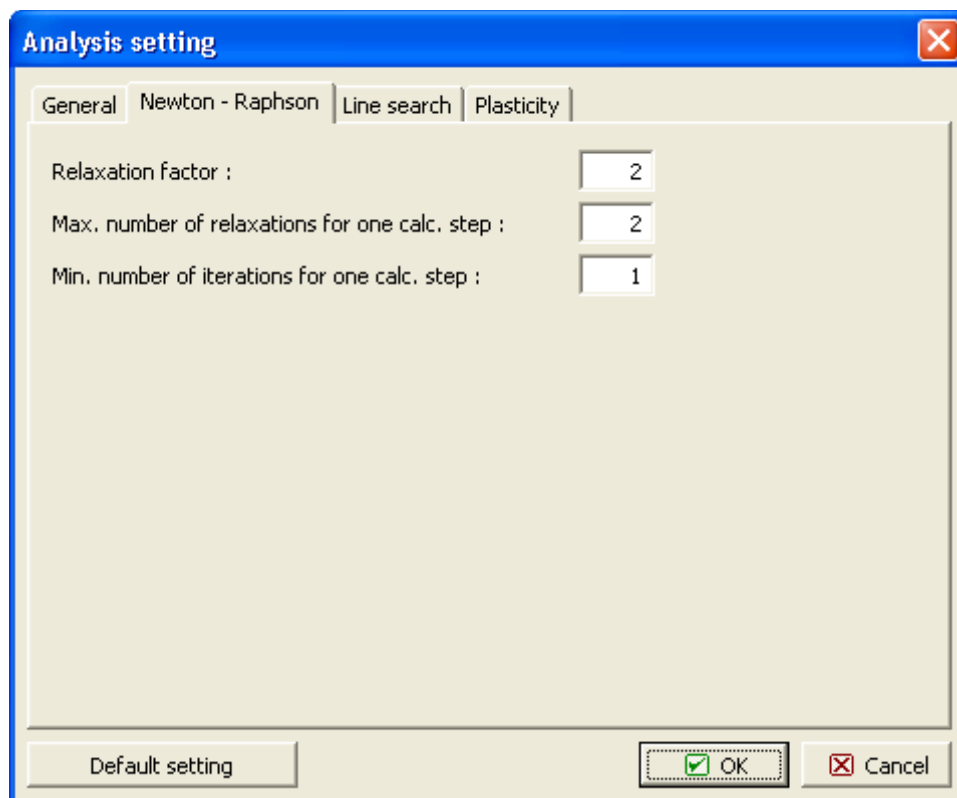 Analysis setting
General Newton - Raphson Line search Plasticity
Relaxation factor : 2
Max. number of relaxations for one calc. step : 2
Min. number of iterations for one calc. step : 1
Default setting OK Cancel